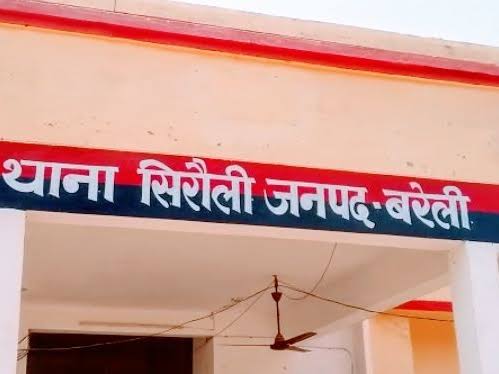 थाना सिरौली जनपद-बरेली